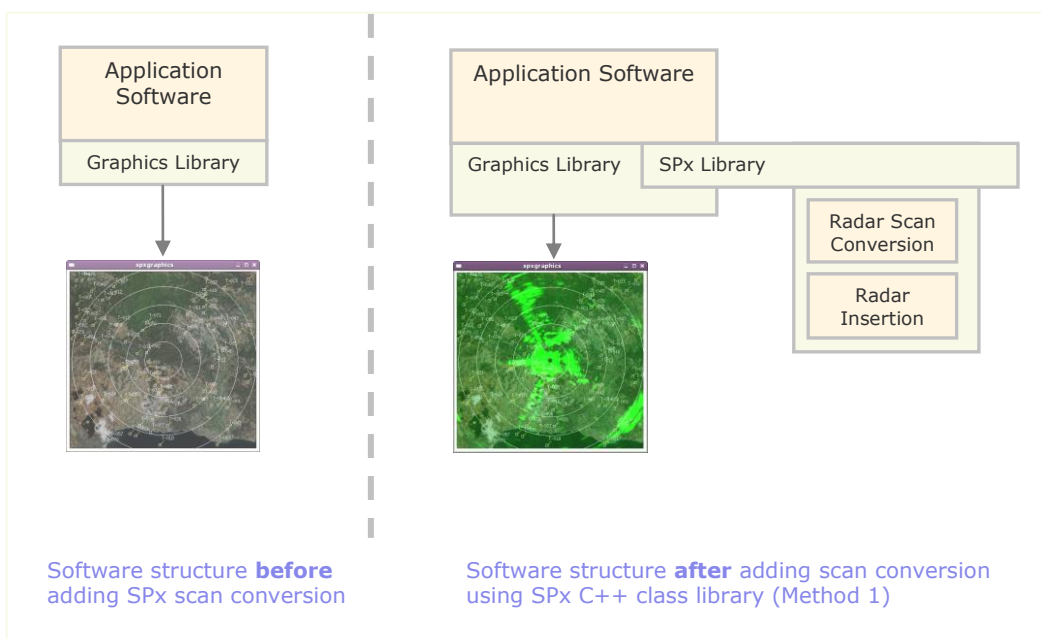 Application
Software
Graphics Library
spxgraphics
Software structure before
adding SPx scan conversion
Application Software
Graphics Library
SPx Library
Radar Scan
Conversion
Radar
Insertion
spxgraphics
Software structure after adding scan conversion
using SPx C++ class library (Method 1)